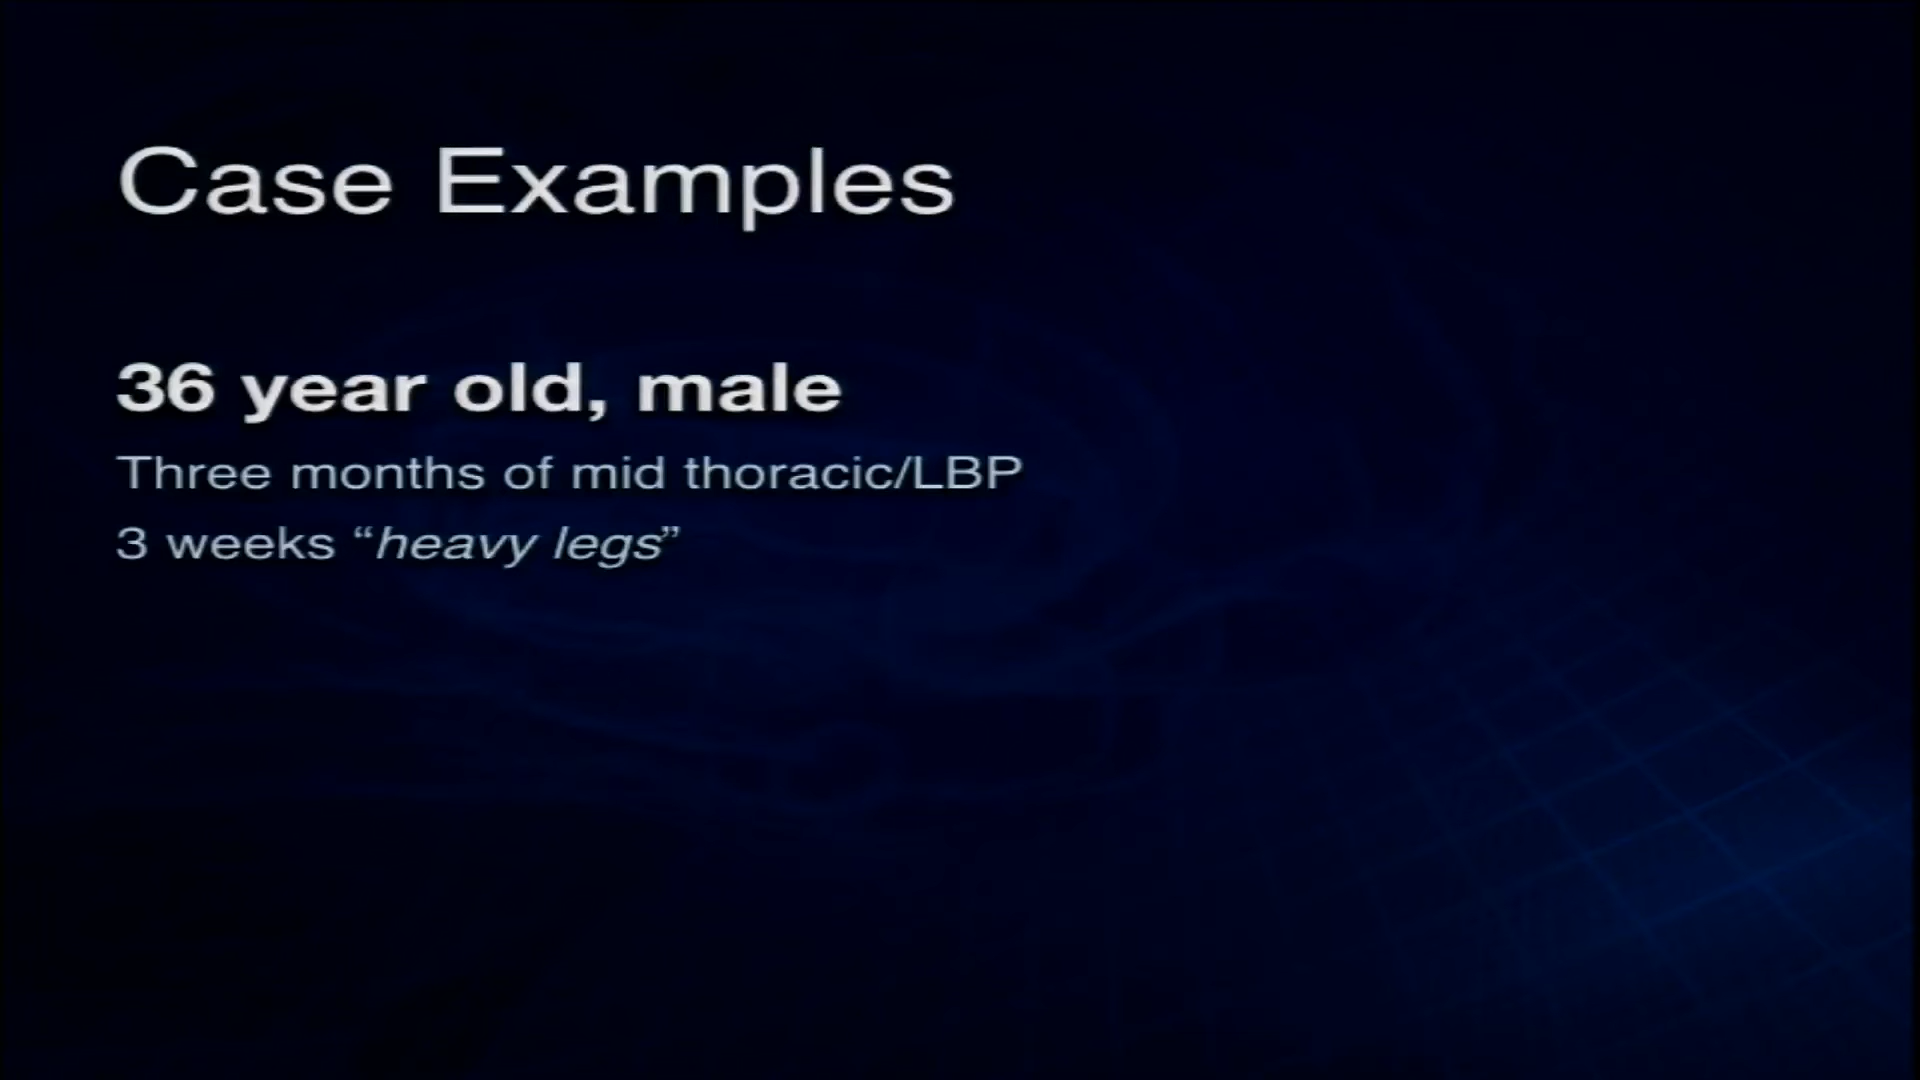 Case Examples
36 year old, male
Three months of mid thoracic/LBP
3 weeks “heavy legs”